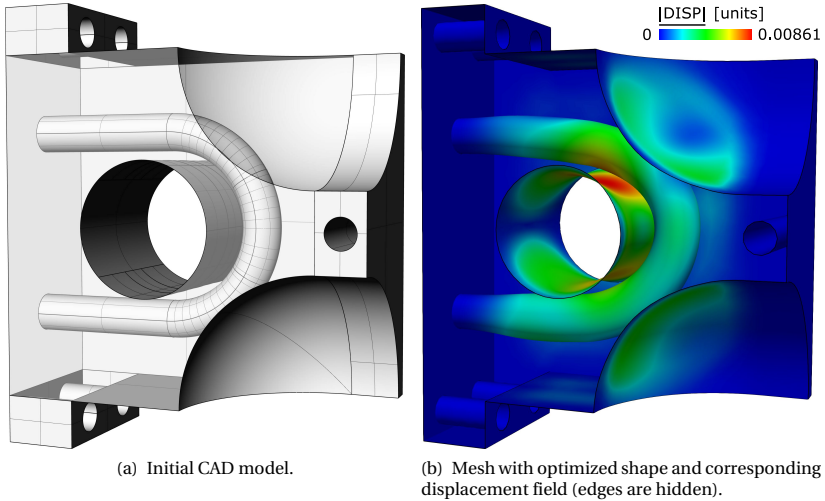 |DISP| [units]
0 0.00861
(a) Initial CAD model.
(b) Mesh with optimized shape and corresponding
displacement field (edges are hidden).